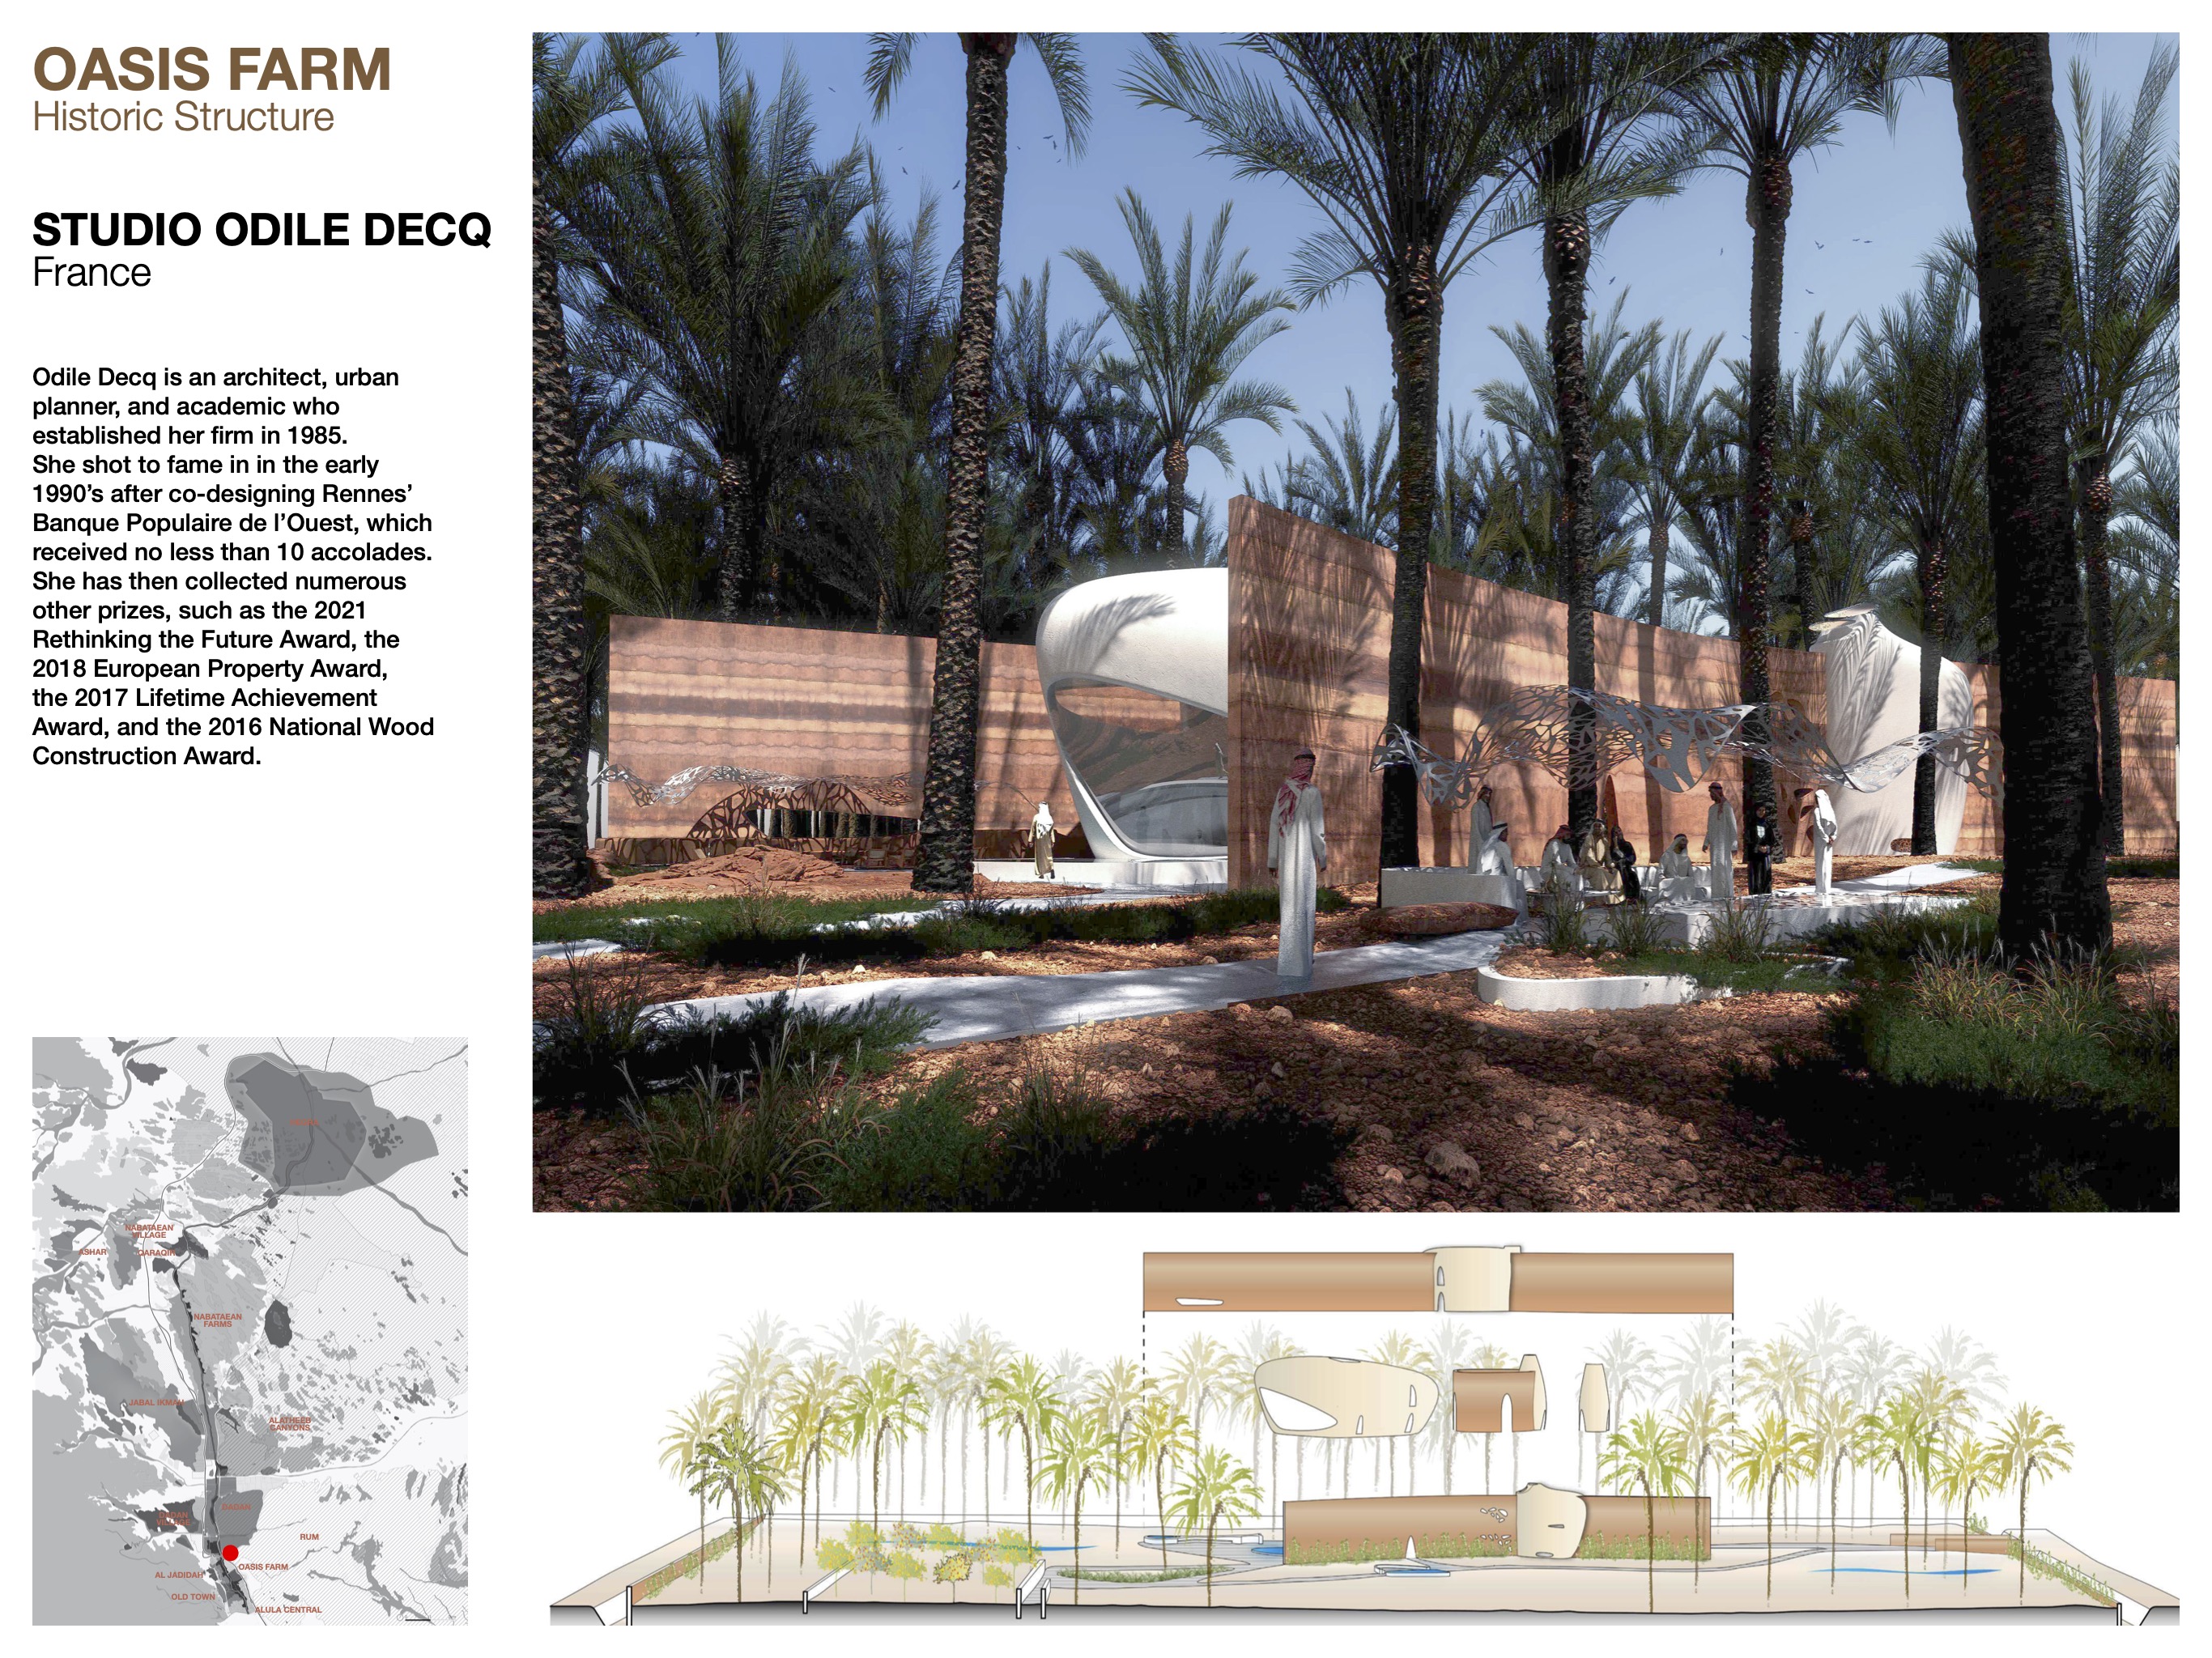 OASIS FARM
Historic Structure
STUDIO ODILE DECQ
France
Odile Decq is an architect, urban
planner, and academic who
established her firm in 1985.
She shot to fame in in the early
1990’s after co-designing Rennes’
Banque Populaire de l’Ouest, which
received no less than 10 accolades.
She has then collected numerous
other prizes, such as the 2021
Rethinking the Future Award, the
2018 European Property Award,
the 2017 Lifetime Achievement
Award, and the 2016 National Wood
Construction Award.
NABATAEAN
VILLAGE
ASHAR
QARAQIR
NABATAEAN
FARMS
JABAL IKMAH
ALATHEEB
CANYONS
DADAN
DADAN
VILLAGE
RUM
OASIS FARM
AL JADIDAH
OLD TOWN
ALULA CENTRAL